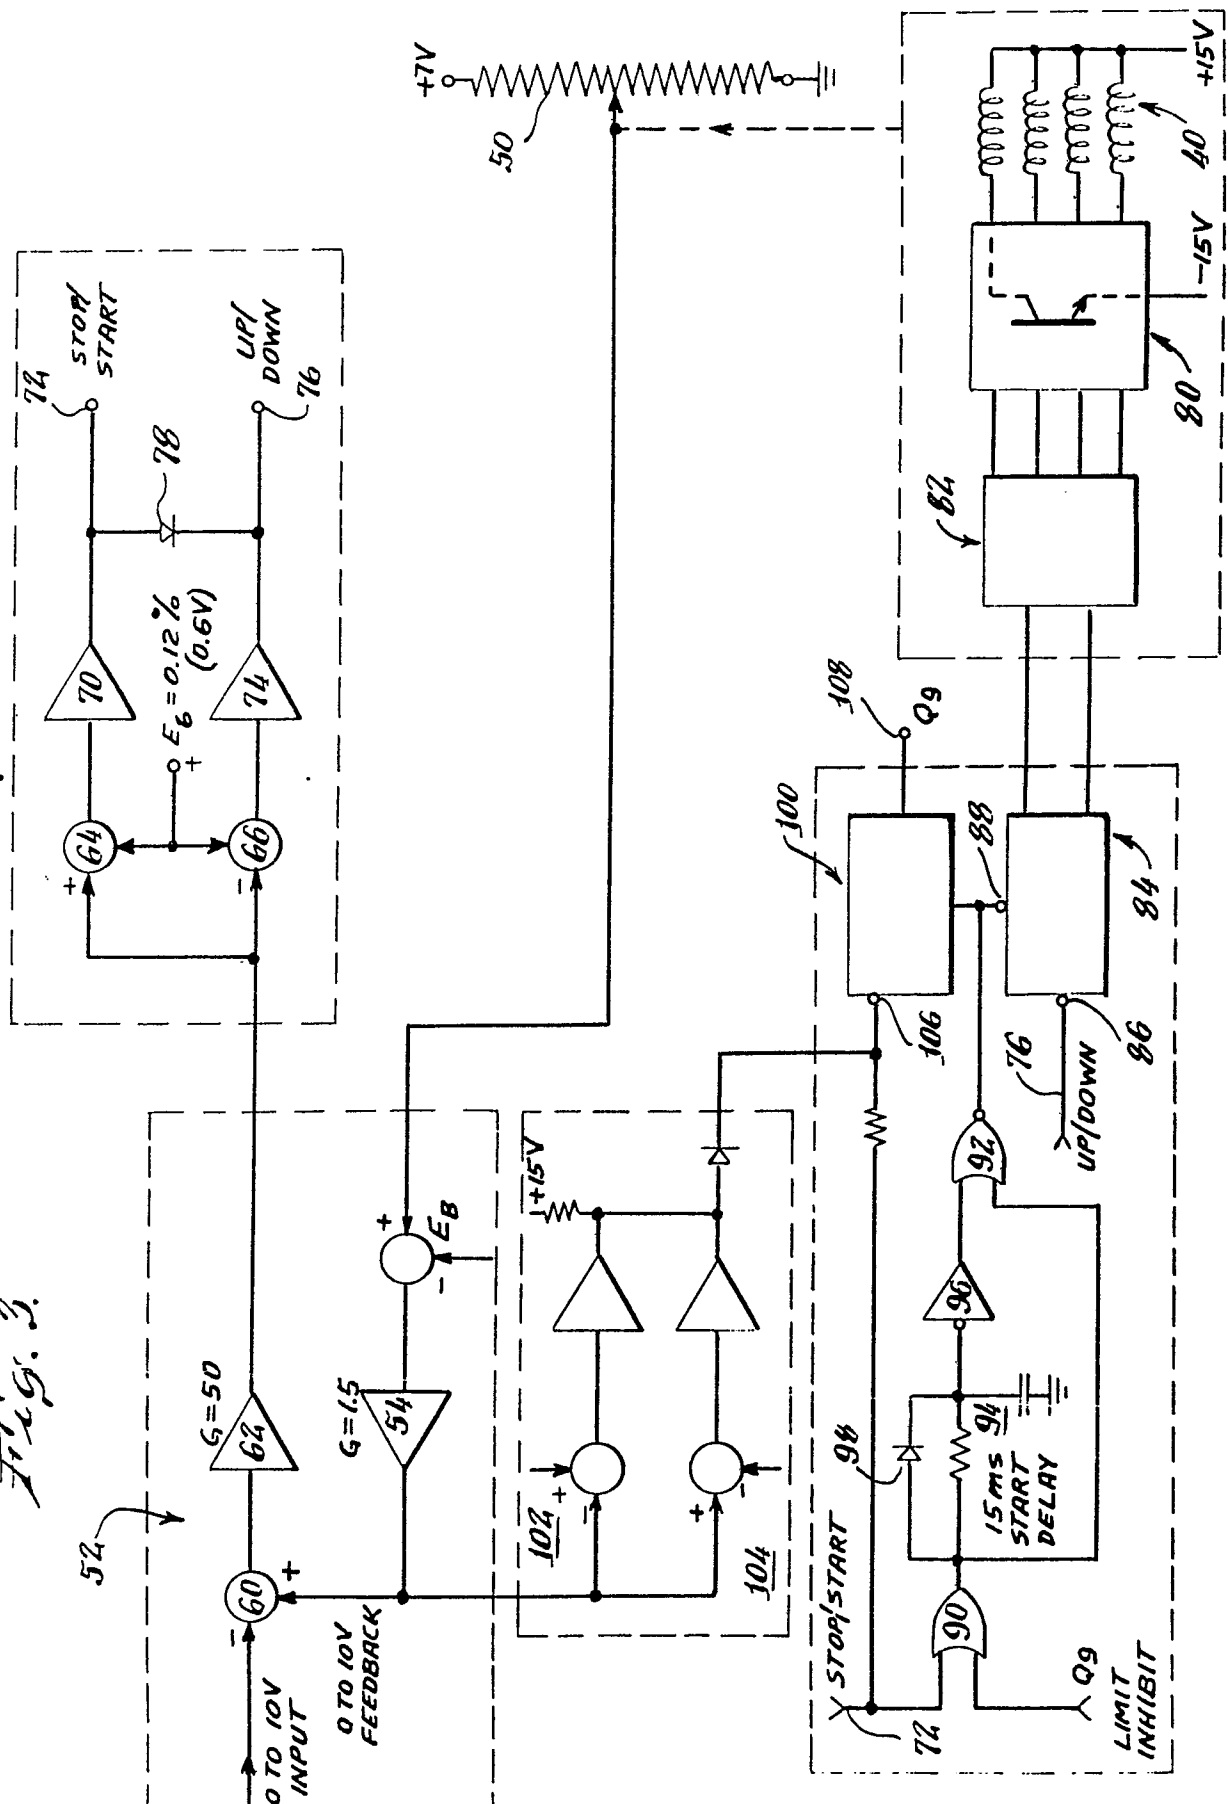 Fig. 3.
52
0 TO 10V
INPUT
60
-
+
G=50
62
0 TO 10V
FEEDBACK
G=1.5
54
+
-
E_B
64
66
+
-
+
E_6=0.12%
(0.6V)
70
74
78
72
STOP/
START
UP/
DOWN
76
+7V
50
102
104
+
-
+
-
+15V
STOP/START
72
Q9
LIMIT
INHIBIT
90
98
94
15 ms
START
DELAY
96
92
76
UP/DOWN
86
106
88
100
84
108
Q9
82
80
-15V
40
+15V